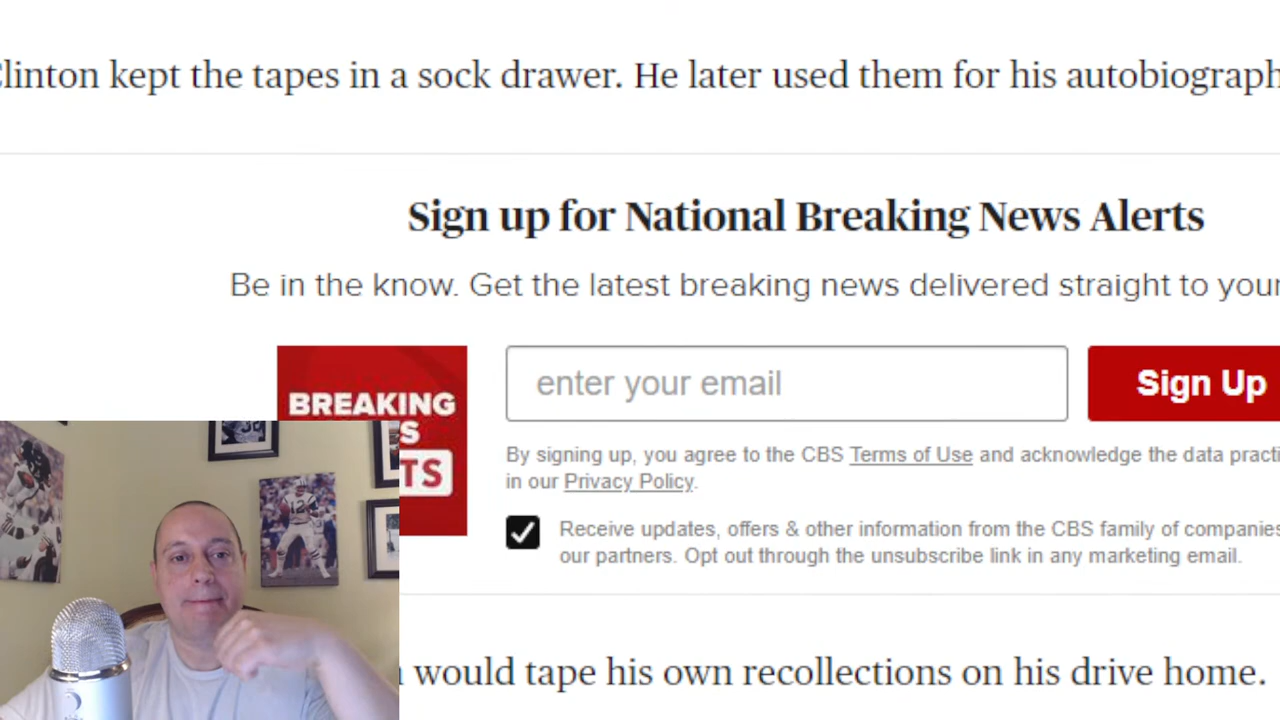 Clinton kept the tapes in a sock drawer. He later used them for his autobiograph
Sign up for National Breaking News Alerts
Be in the know. Get the latest breaking news delivered straight to your
BREAKING
S
TS
enter your email
Sign Up
By signing up, you agree to the CBS Terms of Use and acknowledge the data practi
in our Privacy Policy.
Receive updates, offers & other information from the CBS family of companies
our partners. Opt out through the unsubscribe link in any marketing email.
would tape his own recollections on his drive home.
12